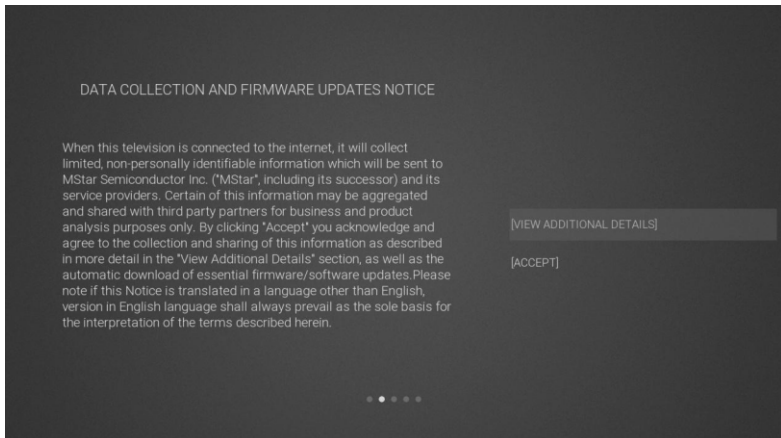 DATA COLLECTION AND FIRMWARE UPDATES NOTICE
When this television is connected to the internet, it will collect
limited, non-personally identifiable information which will be sent to
MStar Semiconductor Inc. ("MStar", including its successor) and its
service providers. Certain of this information may be aggregated
and shared with third party partners for business and product
analysis purposes only. By clicking "Accept" you acknowledge and
agree to the collection and sharing of this information as described
in more detail in the "View Additional Details" section, as well as the
automatic download of essential firmware/software updates.Please
note if this Notice is translated in a language other than English,
version in English language shall always prevail as the sole basis for
the interpretation of the terms described herein.
[VIEW ADDITIONAL DETAILS]
[ACCEPT]